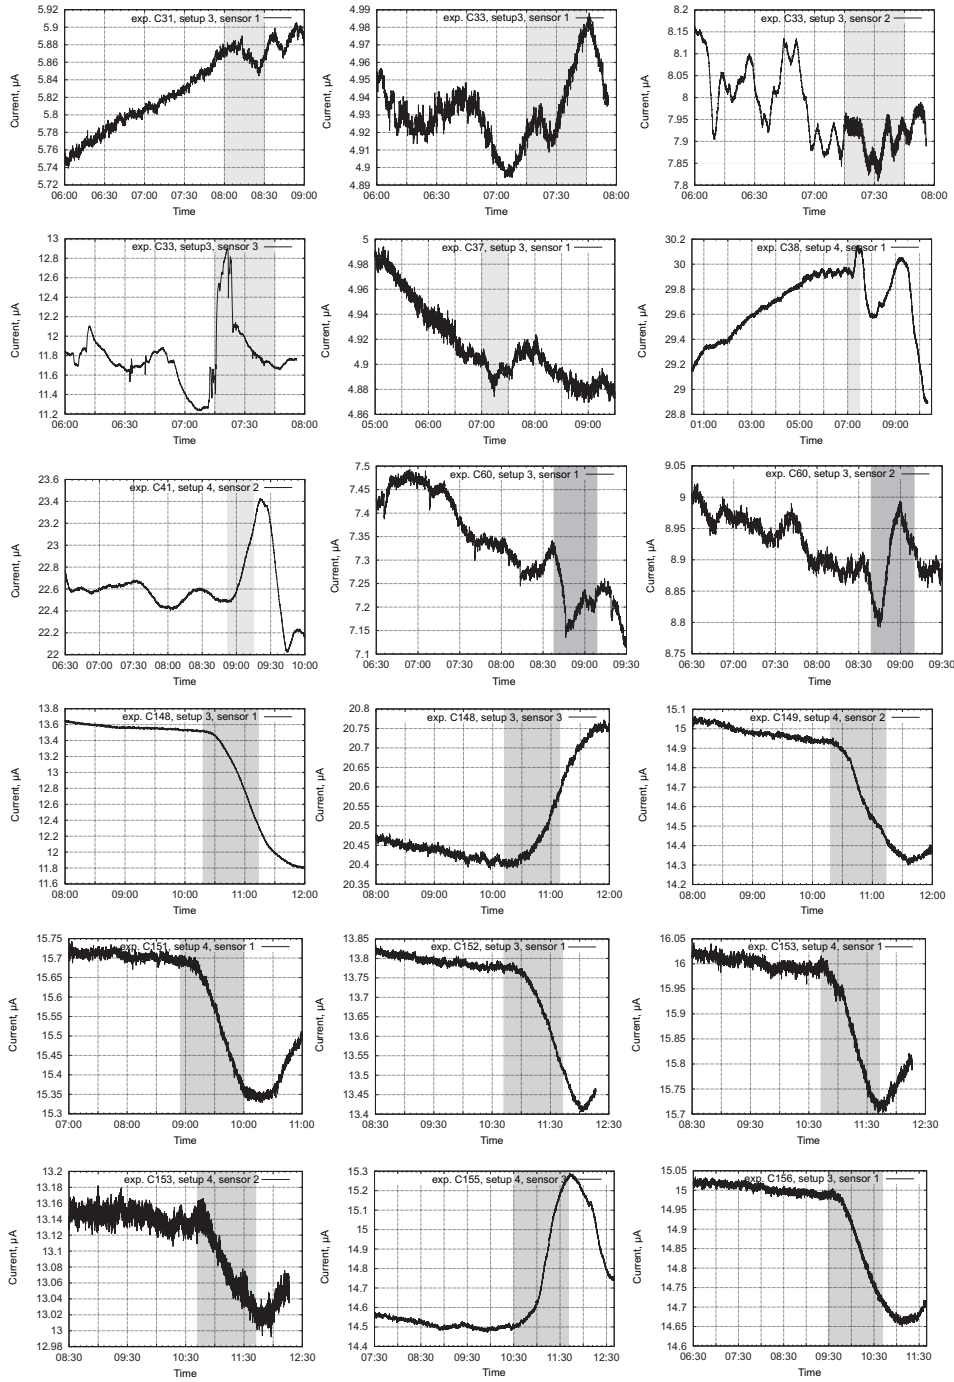 exp. C31, setup 3, sensor 1
Current, µA
5.92
5.9
5.88
5.86
5.84
5.82
5.8
5.78
5.76
5.74
5.72
06:00 06:30 07:00 07:30 08:00 08:30 09:00
Time
exp. C33, setup3, sensor 1
Current, µA
4.99
4.98
4.97
4.96
4.95
4.94
4.93
4.92
4.91
4.9
4.89
06:00 06:30 07:00 07:30 08:00
Time
exp. C33, setup 3, sensor 2
Current, µA
8.2
8.15
8.1
8.05
8
7.95
7.9
7.85
7.8
06:00 06:30 07:00 07:30 08:00
Time
exp. C33, setup3, sensor 3
Current, µA
13
12.8
12.6
12.4
12.2
12
11.8
11.6
11.4
11.2
06:00 06:30 07:00 07:30 08:00
Time
exp. C37, setup 3, sensor 1
Current, µA
5
4.98
4.96
4.94
4.92
4.9
4.88
4.86
05:00 06:00 07:00 08:00 09:00
Time
exp. C38, setup 4, sensor 1
Current, µA
30.2
30
29.8
29.6
29.4
29.2
29
28.8
01:00 03:00 05:00 07:00 09:00
Time
exp. C41, setup 4, sensor 2
Current, µA
23.6
23.4
23.2
23
22.8
22.6
22.4
22.2
22
06:30 07:00 07:30 08:00 08:30 09:00 09:30 10:00
Time
exp. C60, setup 3, sensor 1
Current, µA
7.5
7.45
7.4
7.35
7.3
7.25
7.2
7.15
7.1
06:30 07:00 07:30 08:00 08:30 09:00 09:30
Time
exp. C60, setup 3, sensor 2
Current, µA
9.05
9
8.95
8.9
8.85
8.8
8.75
06:30 07:00 07:30 08:00 08:30 09:00 09:30
Time
exp. C148, setup 3, sensor 1
Current, µA
13.8
13.6
13.4
13.2
13
12.8
12.6
12.4
12.2
12
11.8
11.6
08:00 09:00 10:00 11:00 12:00
Time
exp. C148, setup 3, sensor 3
Current, µA
20.8
20.75
20.7
20.65
20.6
20.55
20.5
20.45
20.4
20.35
08:00 09:00 10:00 11:00 12:00
Time
exp. C149, setup 4, sensor 2
Current, µA
15.1
15
14.9
14.8
14.7
14.6
14.5
14.4
14.3
14.2
08:00 09:00 10:00 11:00 12:00
Time
exp. C151, setup 4, sensor 1
Current, µA
15.75
15.7
15.65
15.6
15.55
15.5
15.45
15.4
15.35
15.3
07:00 08:00 09:00 10:00 11:00
Time
exp. C152, setup 3, sensor 1
Current, µA
13.85
13.8
13.75
13.7
13.65
13.6
13.55
13.5
13.45
13.4
08:30 09:30 10:30 11:30 12:30
Time
exp. C153, setup 4, sensor 1
Current, µA
16.05
16
15.95
15.9
15.85
15.8
15.75
15.7
08:30 09:30 10:30 11:30 12:30
Time
exp. C153, setup 4, sensor 2
Current, µA
13.2
13.18
13.16
13.14
13.12
13.1
13.08
13.06
13.04
13.02
13
12.98
08:30 09:30 10:30 11:30 12:30
Time
exp. C155, setup 4, sensor 3
Current, µA
15.3
15.2
15.1
15
14.9
14.8
14.7
14.6
14.5
14.4
07:30 08:30 09:30 10:30 11:30 12:30
Time
exp. C156, setup 3, sensor 1
Current, µA
15.05
15
14.95
14.9
14.85
14.8
14.75
14.7
14.65
14.6
06:30 07:30 08:30 09:30 10:30 11:30
Time